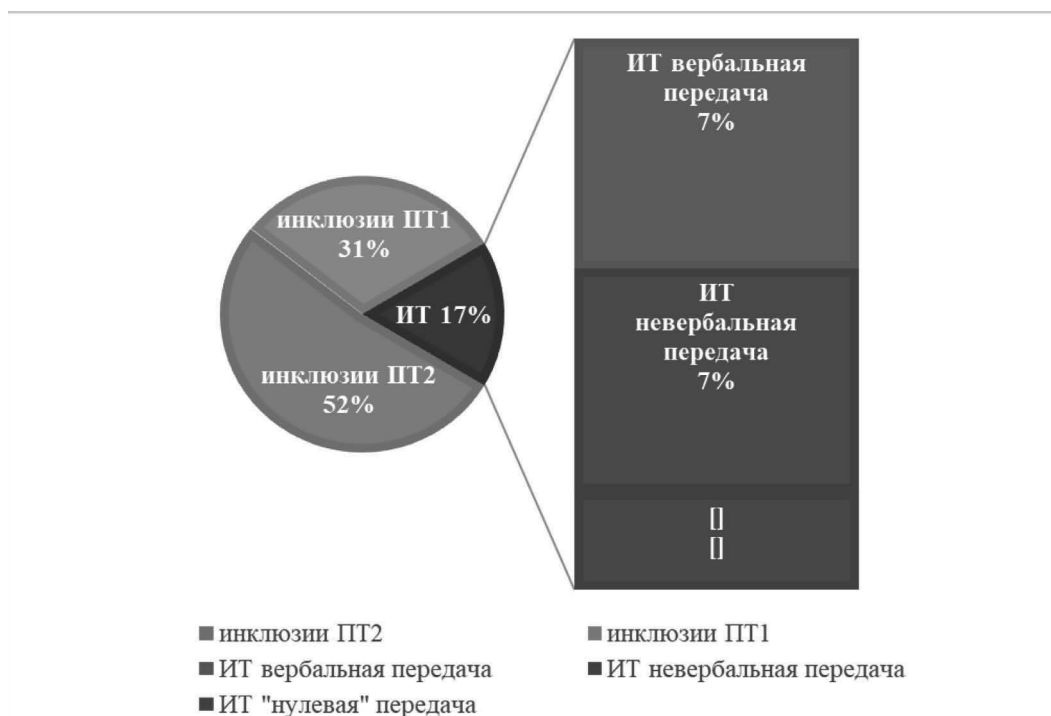 инклюзии ПТ1
31%
ИТ 17%
инклюзии ПТ2
52%
ИТ вербальная
передача
7%
ИТ
невербальная
передача
7%
[]
[]
инклюзии ПТ2
инклюзии ПТ1
ИТ вербальная передача
ИТ невербальная передача
ИТ "нулевая" передача